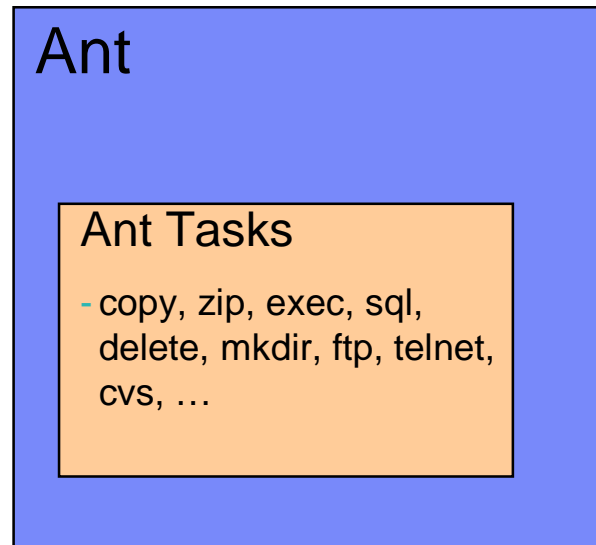 Ant
Ant Tasks
- copy, zip, exec, sql,
delete, mkdir, ftp, telnet,
cvs, …